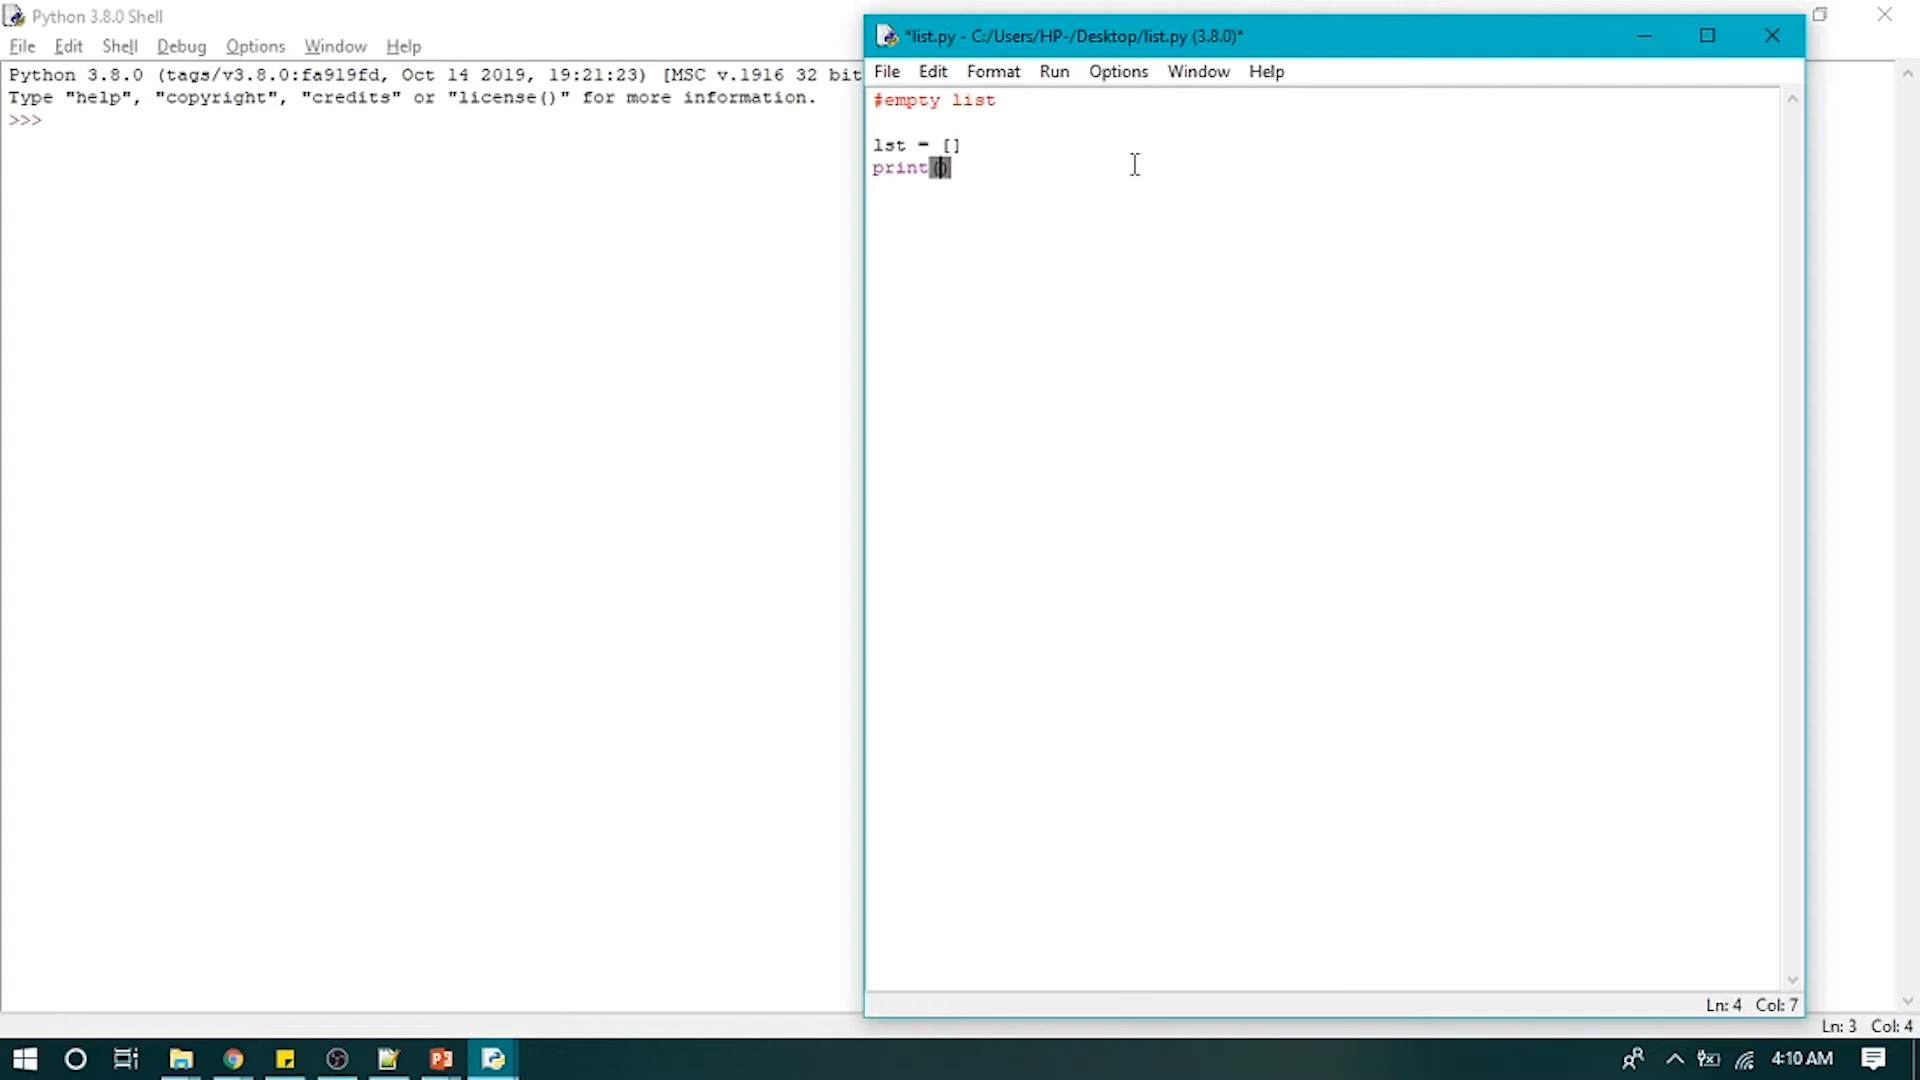 Python 3.8.0 Shell
File Edit Shell Debug Options Window Help
Python 3.8.0 (tags/v3.8.0:fa919fd, Oct 14 2019, 19:21:23) [MSC v.1916 32 bit
Type "help", "copyright", "credits" or "license()" for more information.
>>>
*list.py - C:/Users/HP-/Desktop/list.py (3.8.0)*
File Edit Format Run Options Window Help
#empty list
lst = []
print()
Ln: 4 Col: 7
Ln: 3 Col: 4
4:10 AM